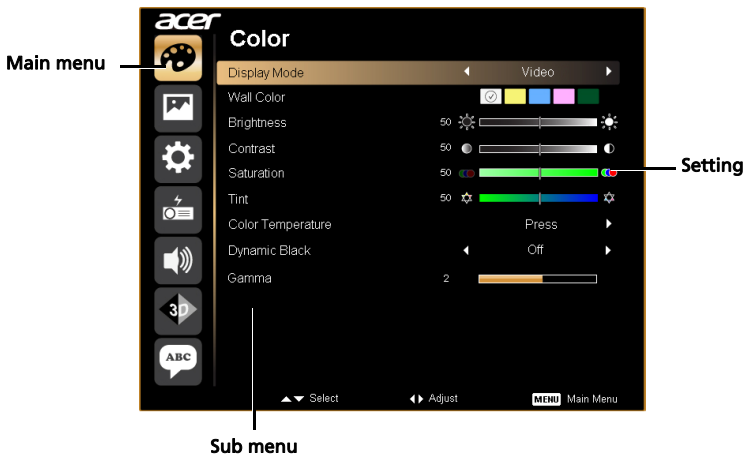 acer
Color
Main menu
Display Mode Video
Wall Color
Brightness 50
Contrast 50
Saturation 50
Setting
Tint 50
Color Temperature Press
Dynamic Black Off
Gamma 2
3D
ABC
Select Adjust MENU Main Menu
Sub menu